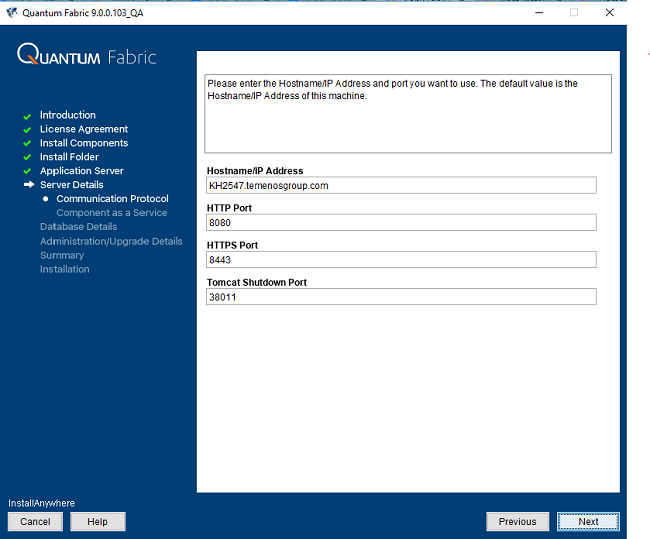 Quantum Fabric 9.0.0.103_QA
QUANTUM Fabric
Please enter the Hostname/IP Address and port you want to use. The default value is the
Hostname/IP Address of this machine.
Introduction
License Agreement
Install Components
Install Folder
Application Server
Server Details
Communication Protocol
Component as a Service
Database Details
Administration/Upgrade Details
Summary
Installation
Hostname/IP Address
KH2547.temenosgroup.com
HTTP Port
8080
HTTPS Port
8443
Tomcat Shutdown Port
38011
InstallAnywhere
Cancel
Help
Previous
Next